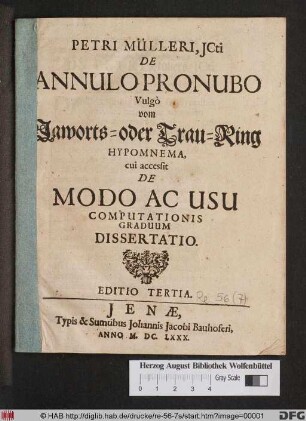 PETRI MÜLLERI, JCti
DE
ANNULO PRONUBO
Vulgò
vom
Jaworts-oder Trau-Ring
HYPOMNEMA,
cui accessit
DE
MODO AC USU
COMPUTATIONIS
GRADUUM
DISSERTATIO.
EDITIO TERTIA.
JENÆ,
Typis & Sumtibus Johannis Jacobi Bauhoferi,
ANNO M. DC. LXXX.
Herzog August Bibliothek Wolfenbüttel
Gray Scale
© HAB http://diglib.hab.de/drucke/re-56-7s/start.htm?image=00001
DFG